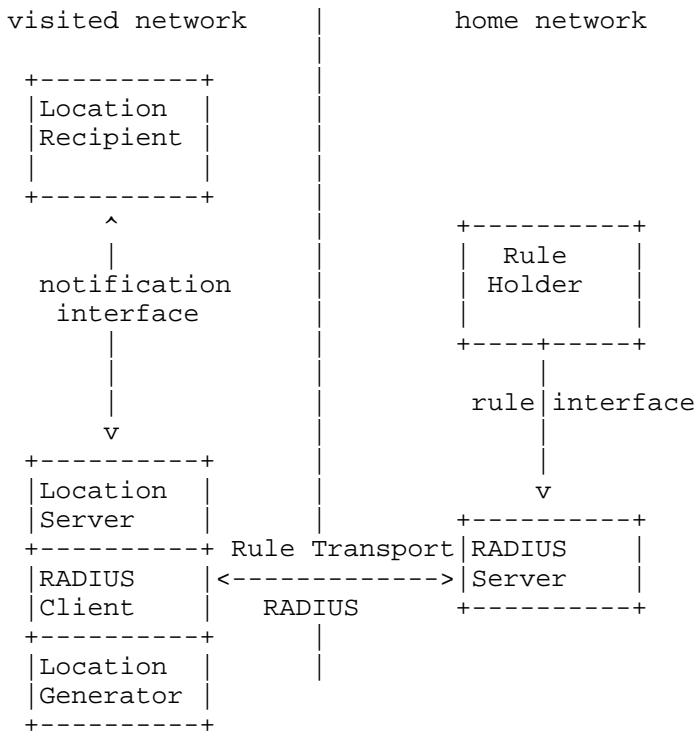 visited network    |    home network
Location
Recipient
Rule
Holder
notification
interface
rule|interface
Location
Server
Rule Transport
RADIUS
Client
RADIUS
RADIUS
Server
Location
Generator